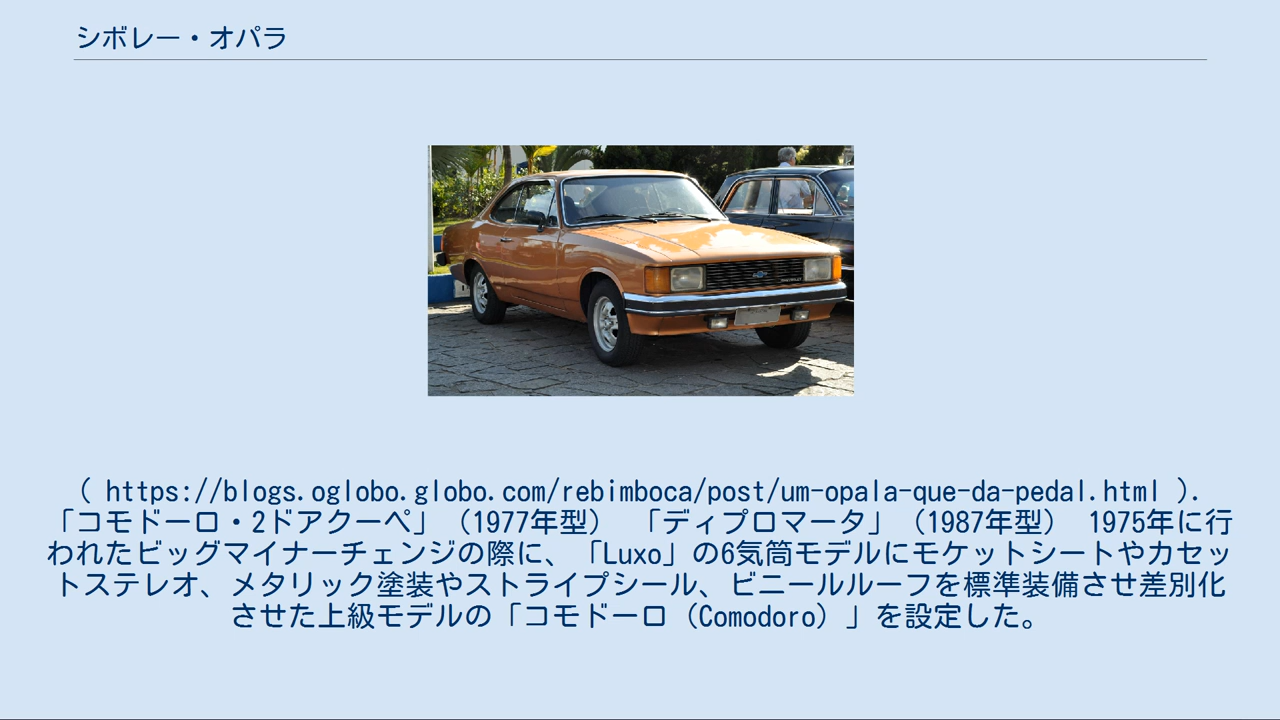 シボレー・オパラ
( https://blogs.oglobo.globo.com/rebimboca/post/um-opala-que-da-pedal.html ).
「コモドーロ・2ドアクーペ」（1977年型） 「ディプロマータ」（1987年型） 1975年に行
われたビッグマイナーチェンジの際に、「Luxo」の6気筒モデルにモケットシートやカセッ
トステレオ、メタリック塗装やストライプシール、ビニールルーフを標準装備させ差別化
させた上級モデルの「コモドーロ（Comodoro）」を設定した。